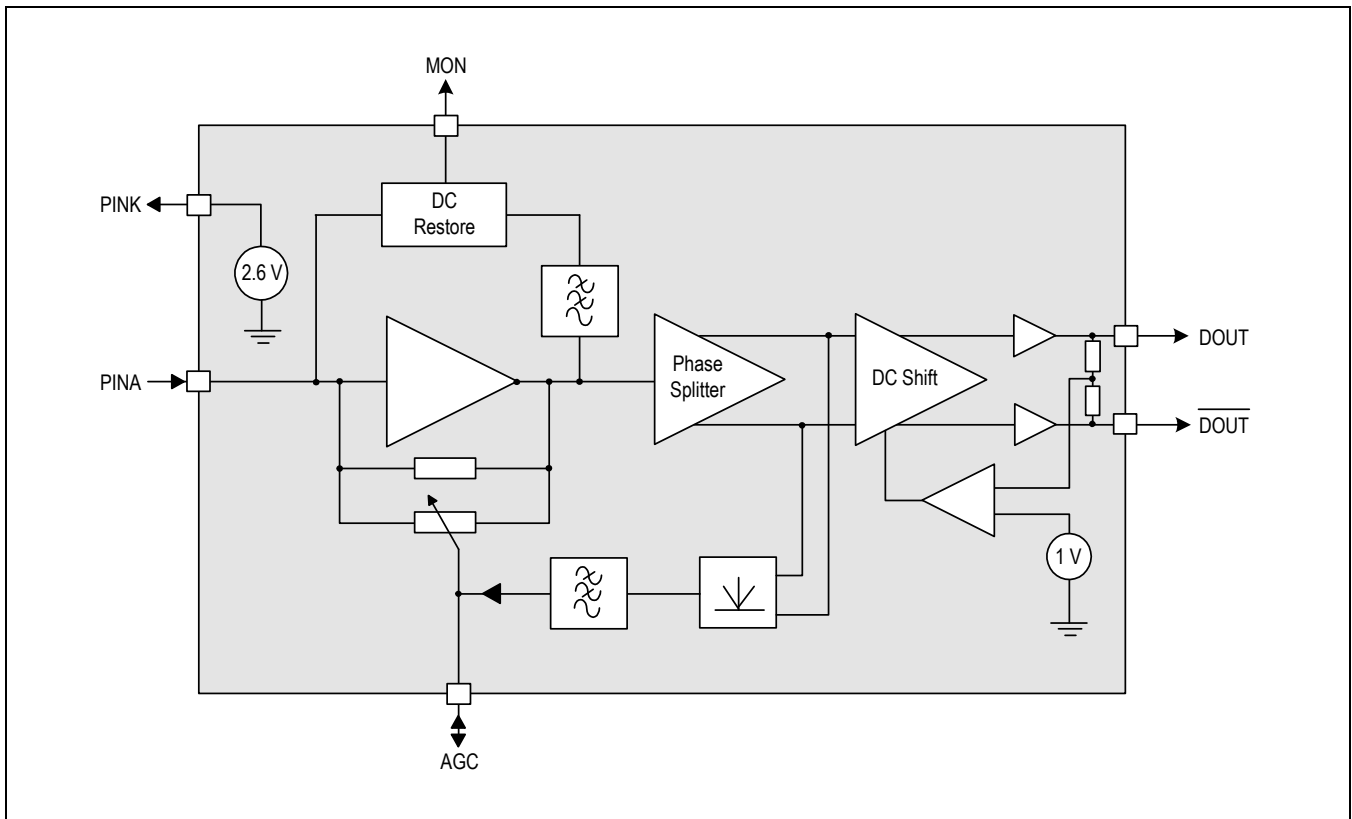 MON
PINK
DC
Restore
2.6 V
PINA
Phase
Splitter
DC Shift
DOUT
DOUT
1 V
AGC